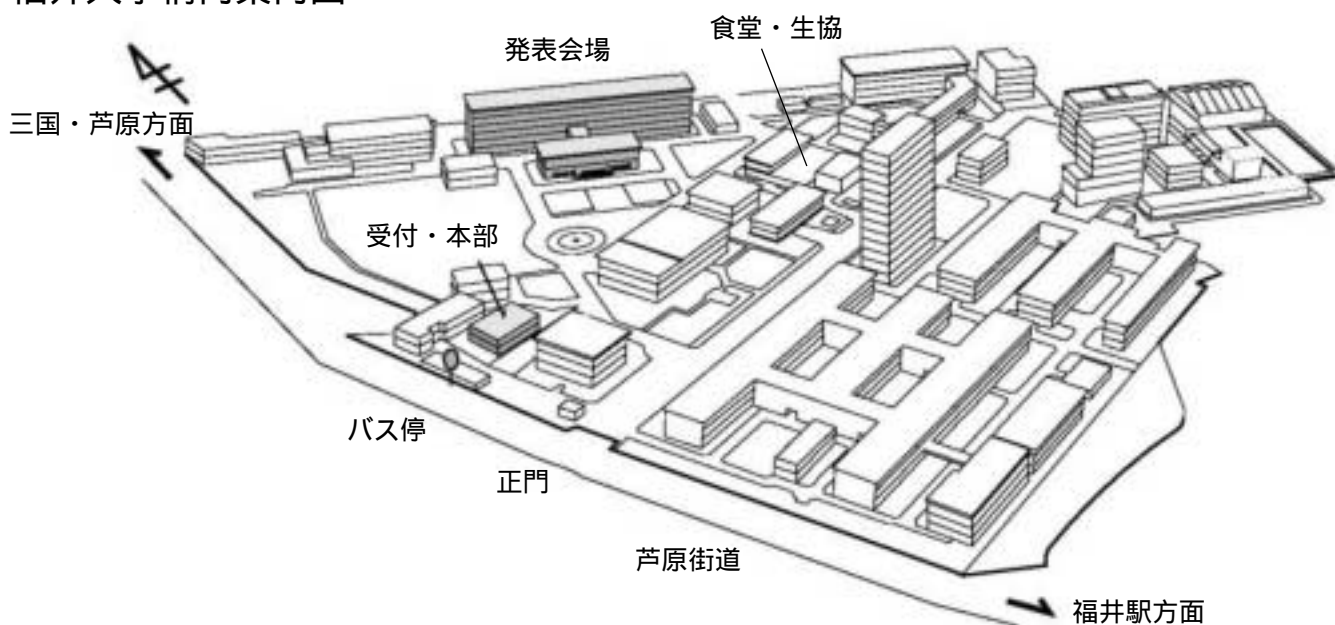 発表会場
食堂・生協
三国・芦原方面
受付・本部
バス停
正門
芦原街道
福井駅方面